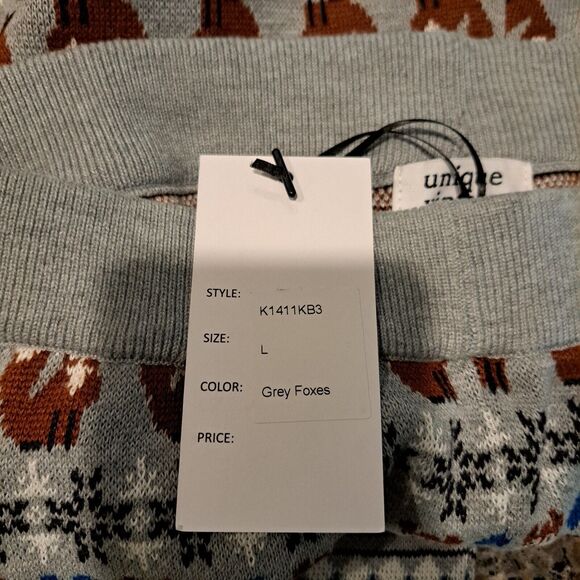 unique
STYLE: K1411KB3
SIZE: L
COLOR: Grey Foxes
PRICE: